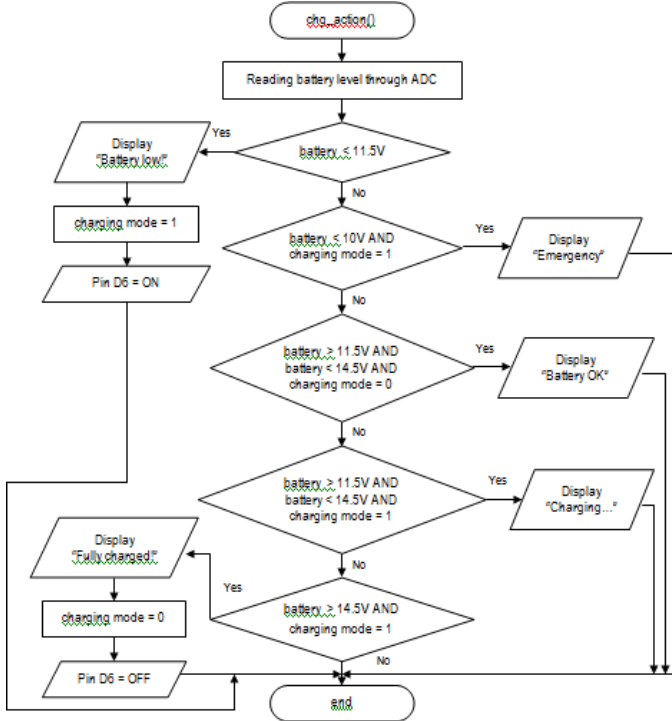 chg_action()
Reading battery level through ADC
battery < 11.5V
Yes
Display
"Battery low!"
No
charging mode = 1
Pin D6 = ON
battery < 10V AND
charging mode = 1
Yes
Display
"Emergency"
No
battery > 11.5V AND
battery < 14.5V AND
charging mode = 0
Yes
Display
"Battery OK"
No
battery > 11.5V AND
battery < 14.5V AND
charging mode = 1
Yes
Display
"Charging..."
No
battery > 14.5V AND
charging mode = 1
Yes
Display
"Fully charged!"
charging mode = 0
Pin D6 = OFF
No
end